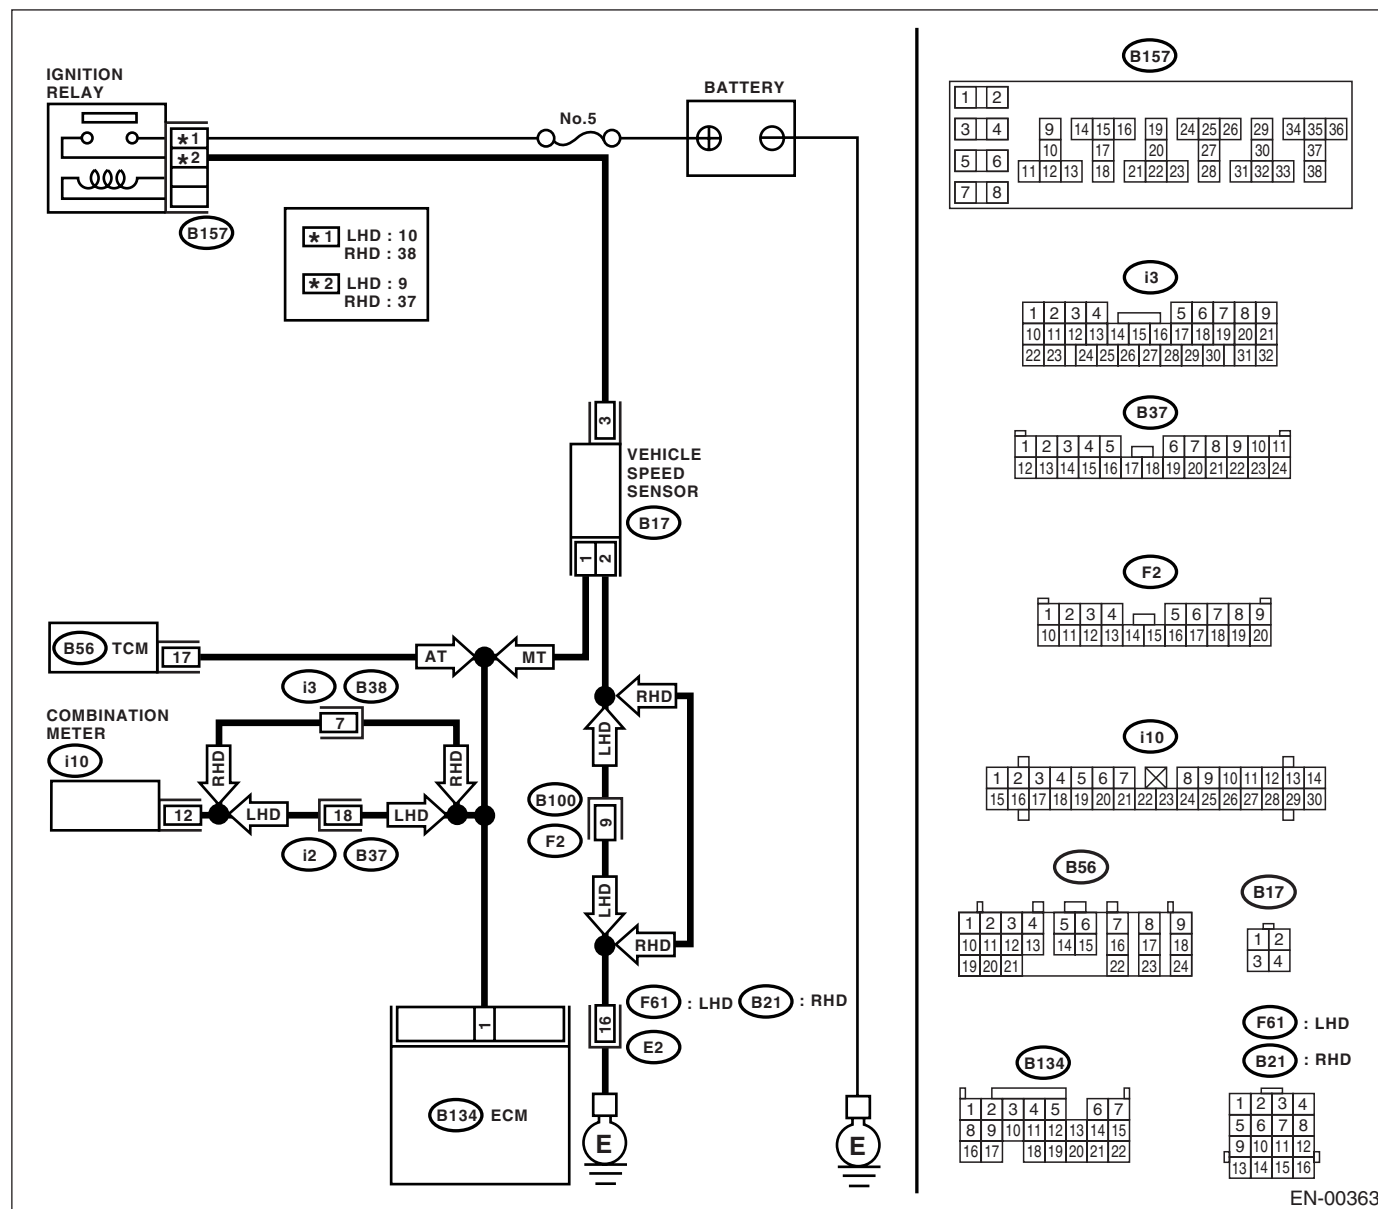 IGNITION
RELAY
*1
*2
B157
No.5
BATTERY
*1 LHD : 10
RHD : 38
*2 LHD : 9
RHD : 37
3
VEHICLE
SPEED
SENSOR
B17
1 2
B56 TCM 17 AT MT
i3 B38
7
COMBINATION
METER
i10
RHD RHD
12 LHD 18 LHD
i2 B37
RHD
LHD
B100
F2
9
LHD
RHD
F61 : LHD B21 : RHD
16
E2
1
B134 ECM
E
E
B157
1 2
3 4 9 14 15 16 19 24 25 26 29 34 35 36
10 17 20 27 30 37
5 6
11 12 13 18 21 22 23 28 31 32 33 38
7 8
i3
1 2 3 4 5 6 7 8 9
10 11 12 13 14 15 16 17 18 19 20 21
22 23 24 25 26 27 28 29 30 31 32
B37
1 2 3 4 5 6 7 8 9 10 11
12 13 14 15 16 17 18 19 20 21 22 23 24
F2
1 2 3 4 5 6 7 8 9
10 11 12 13 14 15 16 17 18 19 20
i10
1 2 3 4 5 6 7 8 9 10 11 12 13 14
15 16 17 18 19 20 21 22 23 24 25 26 27 28 29 30
B56
1 2 3 4 5 6 7 8 9
10 11 12 13 14 15 16 17 18
19 20 21 22 23 24
B17
1 2
3 4
B134
1 2 3 4 5 6 7
8 9 10 11 12 13 14 15
16 17 18 19 20 21 22
F61 : LHD
B21 : RHD
1 2 3 4
5 6 7 8
9 10 11 12
13 14 15 16
EN-00363